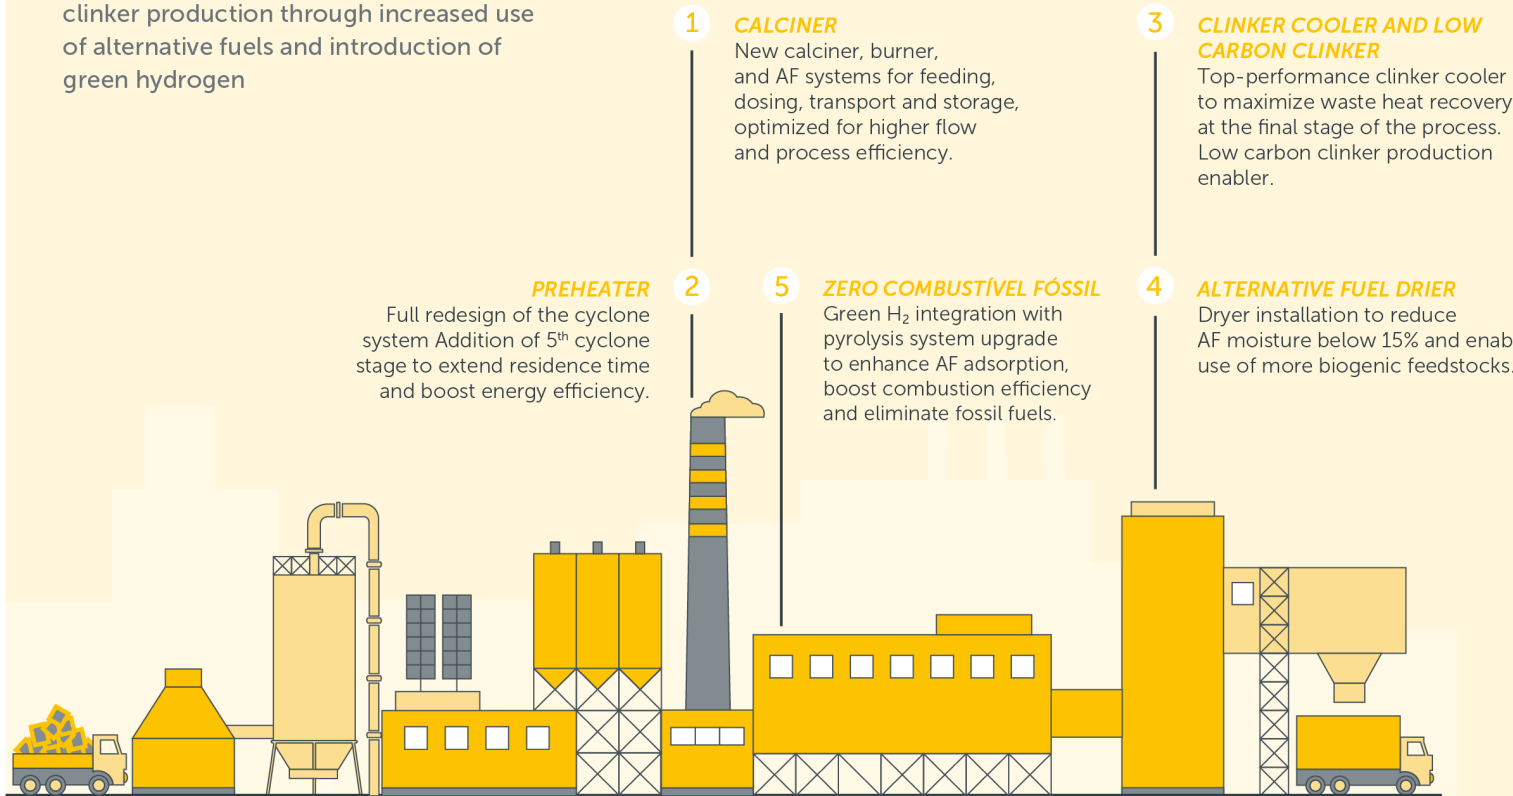 clinker production through increased use
of alternative fuels and introduction of
green hydrogen
1
CALCINER
New calciner, burner,
and AF systems for feeding,
dosing, transport and storage,
optimized for higher flow
and process efficiency.
2
PREHEATER
Full redesign of the cyclone
system Addition of 5th cyclone
stage to extend residence time
and boost energy efficiency.
3
CLINKER COOLER AND LOW
CARBON CLINKER
Top-performance clinker cooler
to maximize waste heat recovery
at the final stage of the process.
Low carbon clinker production
enabler.
4
ALTERNATIVE FUEL DRIER
Dryer installation to reduce
AF moisture below 15% and enab
use of more biogenic feedstocks.
5
ZERO COMBUSTÍVEL FÓSSIL
Green H₂ integration with
pyrolysis system upgrade
to enhance AF adsorption,
boost combustion efficiency
and eliminate fossil fuels.